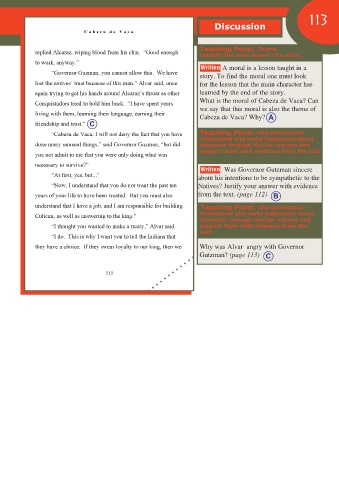 Cabeza de Vaca
replied Alcaraz, wiping blood from his chin. "Good enough
to work, anyway."
"Governor Guzman, you cannot allow this. We have
lost the natives' trust because of this man," Alvar said, once
again trying to get his hands around Alcaraz's throat as other
Conquistadors tried to hold him back. "I have spent years
living with them, learning their language, earning their
friendship and trust." C
"Cabeza de Vaca, I will not deny the fact that you have
done many unusual things," said Governor Guzman, "but did
you not admit to me that you were only doing what was
necessary to survive?"
"At first, yes, but..."
"Now, I understand that you do not want the past ten
years of your life to have been wasted. But you must also
understand that I have a job, and I am responsible for building
Culican, as well as answering to the king."
"I thought you wanted to make a treaty," Alvar said.
"I do. This is why I want you to tell the Indians that
they have a choice. If they swear loyalty to our king, then we
113
Discussion
113
Teaching Point: Theme
Identify the main lesson of a story.
Written A moral is a lesson taught in a
story. To find the moral one must look
for the lesson that the main character has
learned by the end of the story.
What is the moral of Cabeza de Vaca? Can
we say that this moral is also the theme of
Cabeza de Vaca? Why? A
Teaching Point: Characterization
Understand and make judgments about
character through his/her actions and
support them with evidence from the text.
Written Was Governor Gutzman sincere
about his intentions to be sympathetic to the
Natives? Justify your answer with evidence
from the text. (page 112) B
Teaching Point: Characterization
Understand and make judgments about
character through his/her actions and
support them with evidence from the
text.
Why was Alvar angry with Governor
Gutzman? (page 113) C